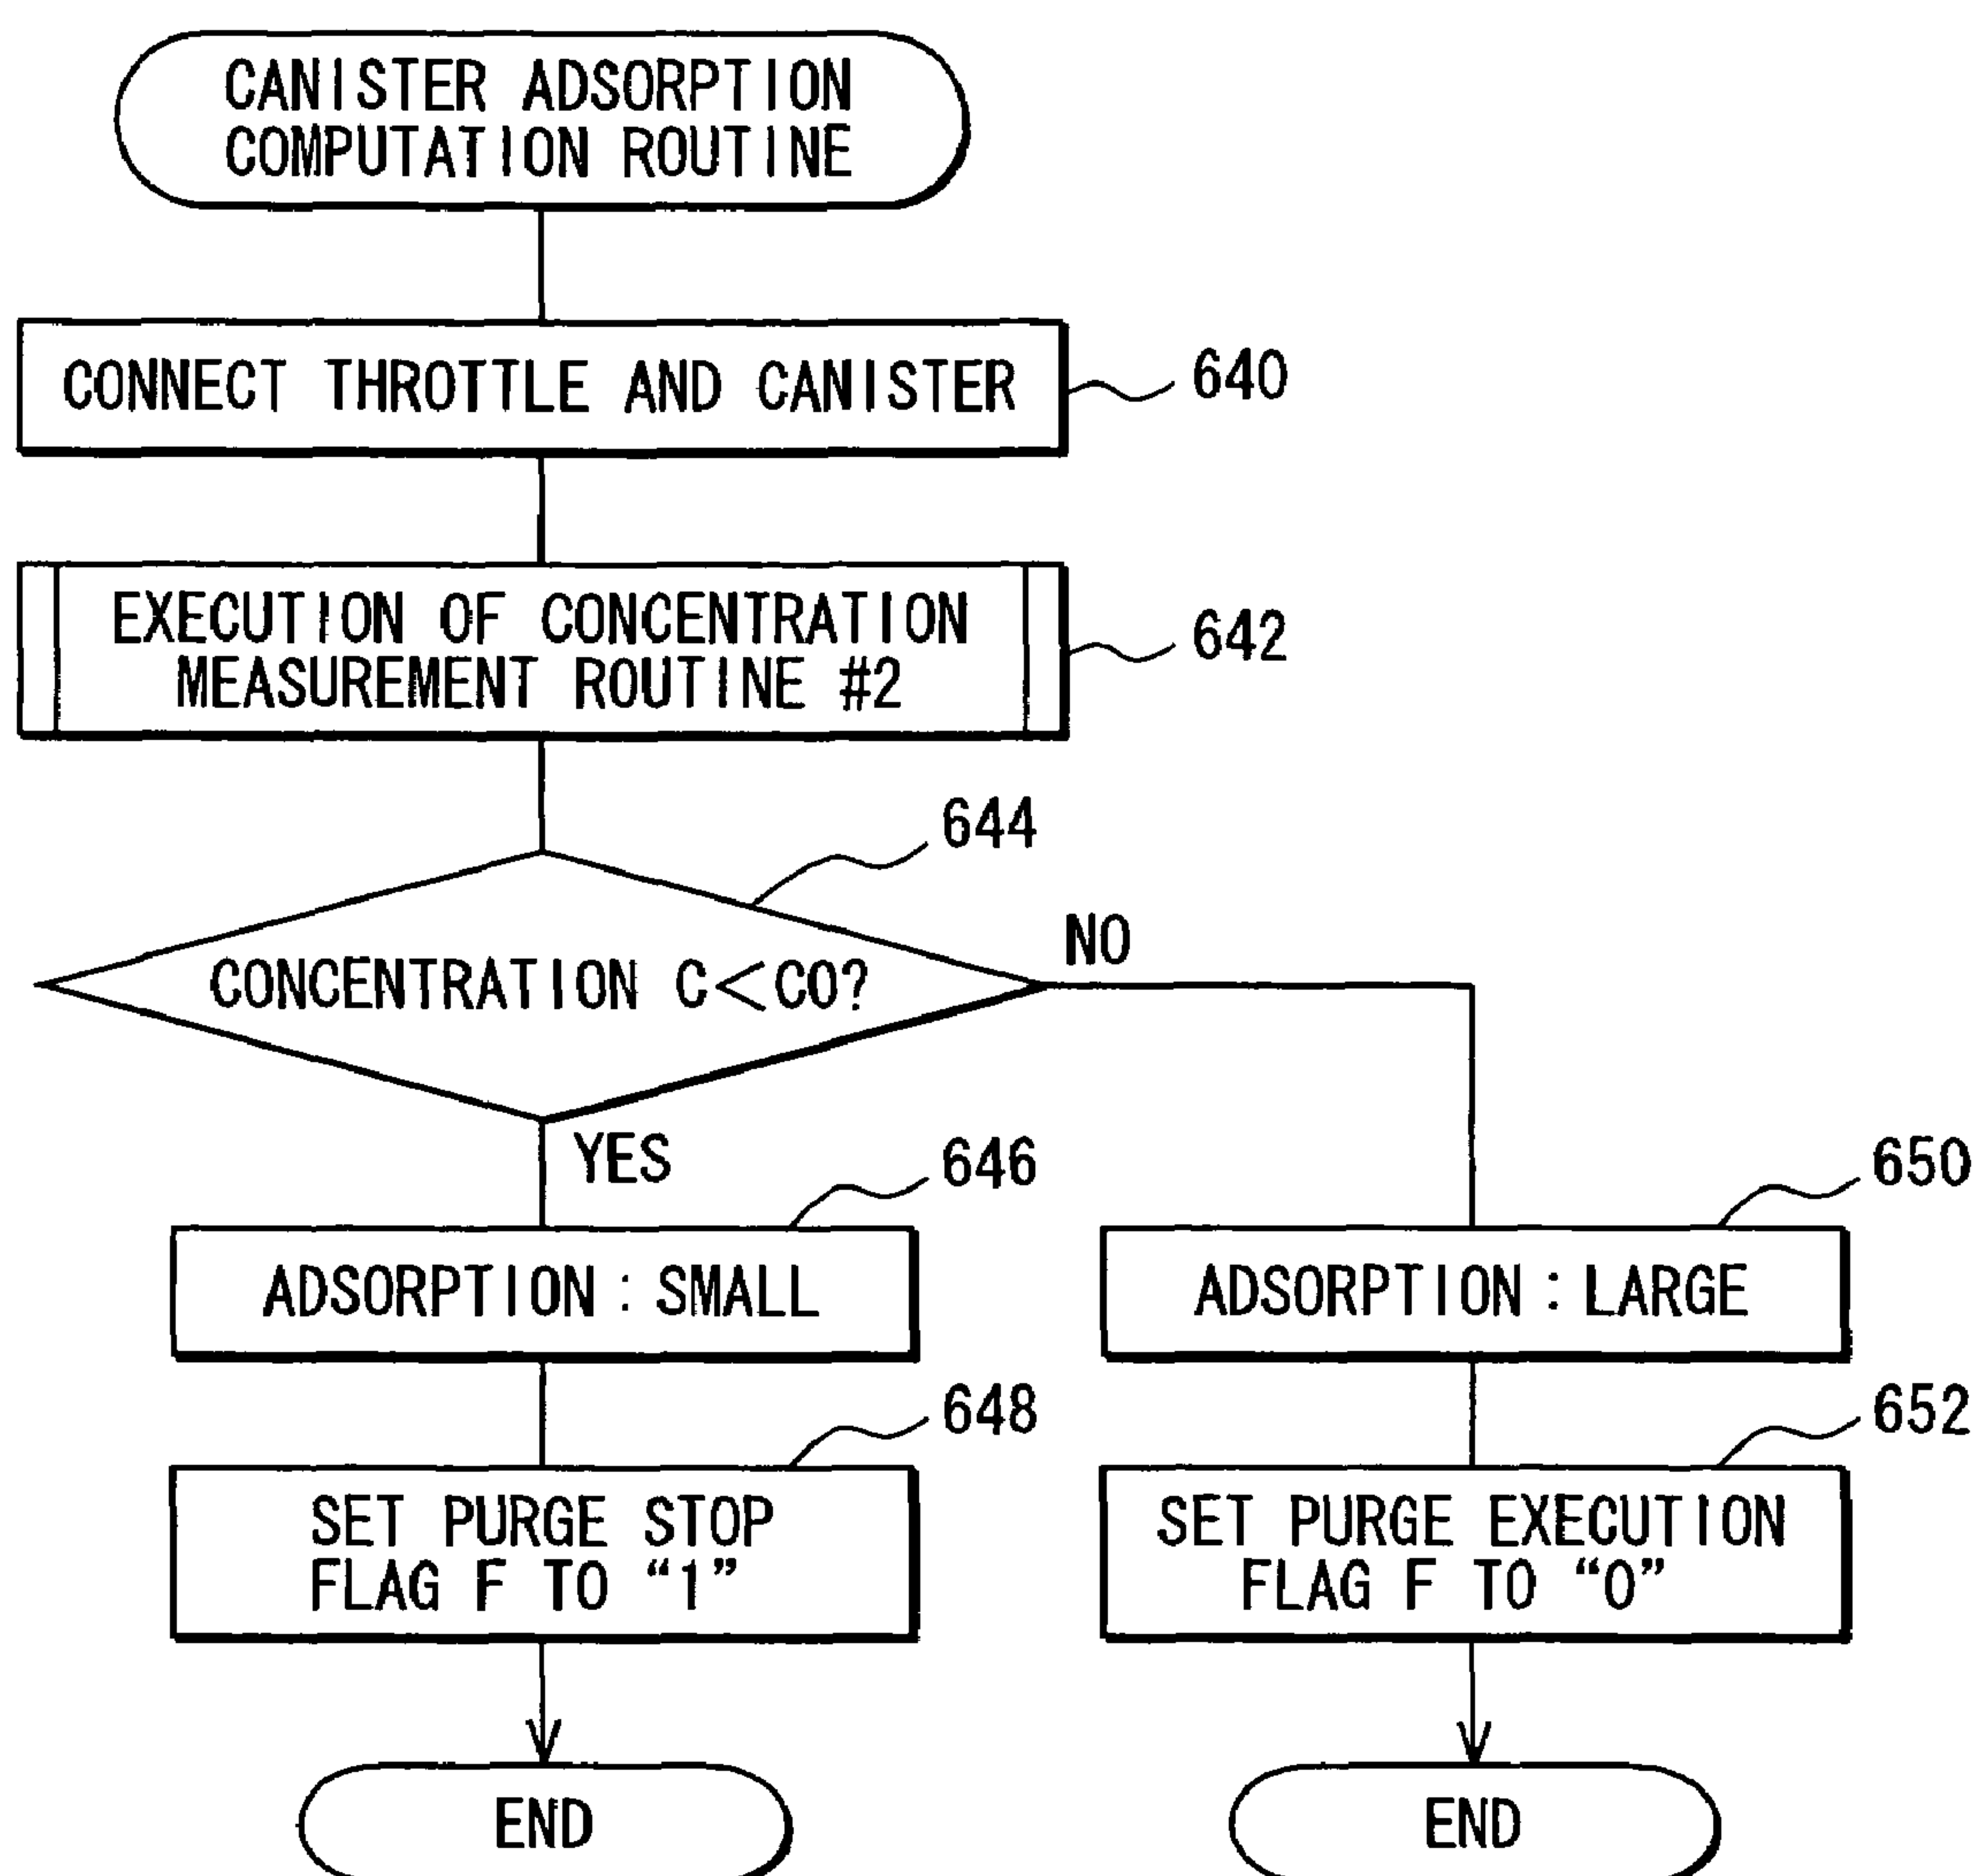 CANISTER ADSORPTION
COMPUTATION ROUTINE
CONNECT THROTTLE AND CANISTER
640
EXECUTION OF CONCENTRATION
MEASUREMENT ROUTINE #2
642
644
CONCENTRATION C<C0?
NO
YES
646
650
ADSORPTION : SMALL
ADSORPTION : LARGE
648
652
SET PURGE STOP
FLAG F TO “1”
SET PURGE EXECUTION
FLAG F TO “0”
END
END